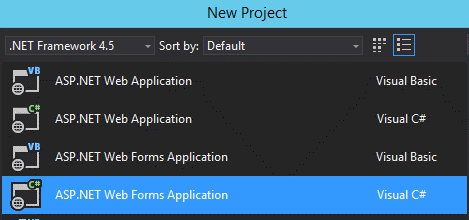 New Project
.NET Framework 4.5 Sort by: Default
VB ASP.NET Web Application Visual Basic
C# ASP.NET Web Application Visual C#
VB ASP.NET Web Forms Application Visual Basic
C# ASP.NET Web Forms Application Visual C#